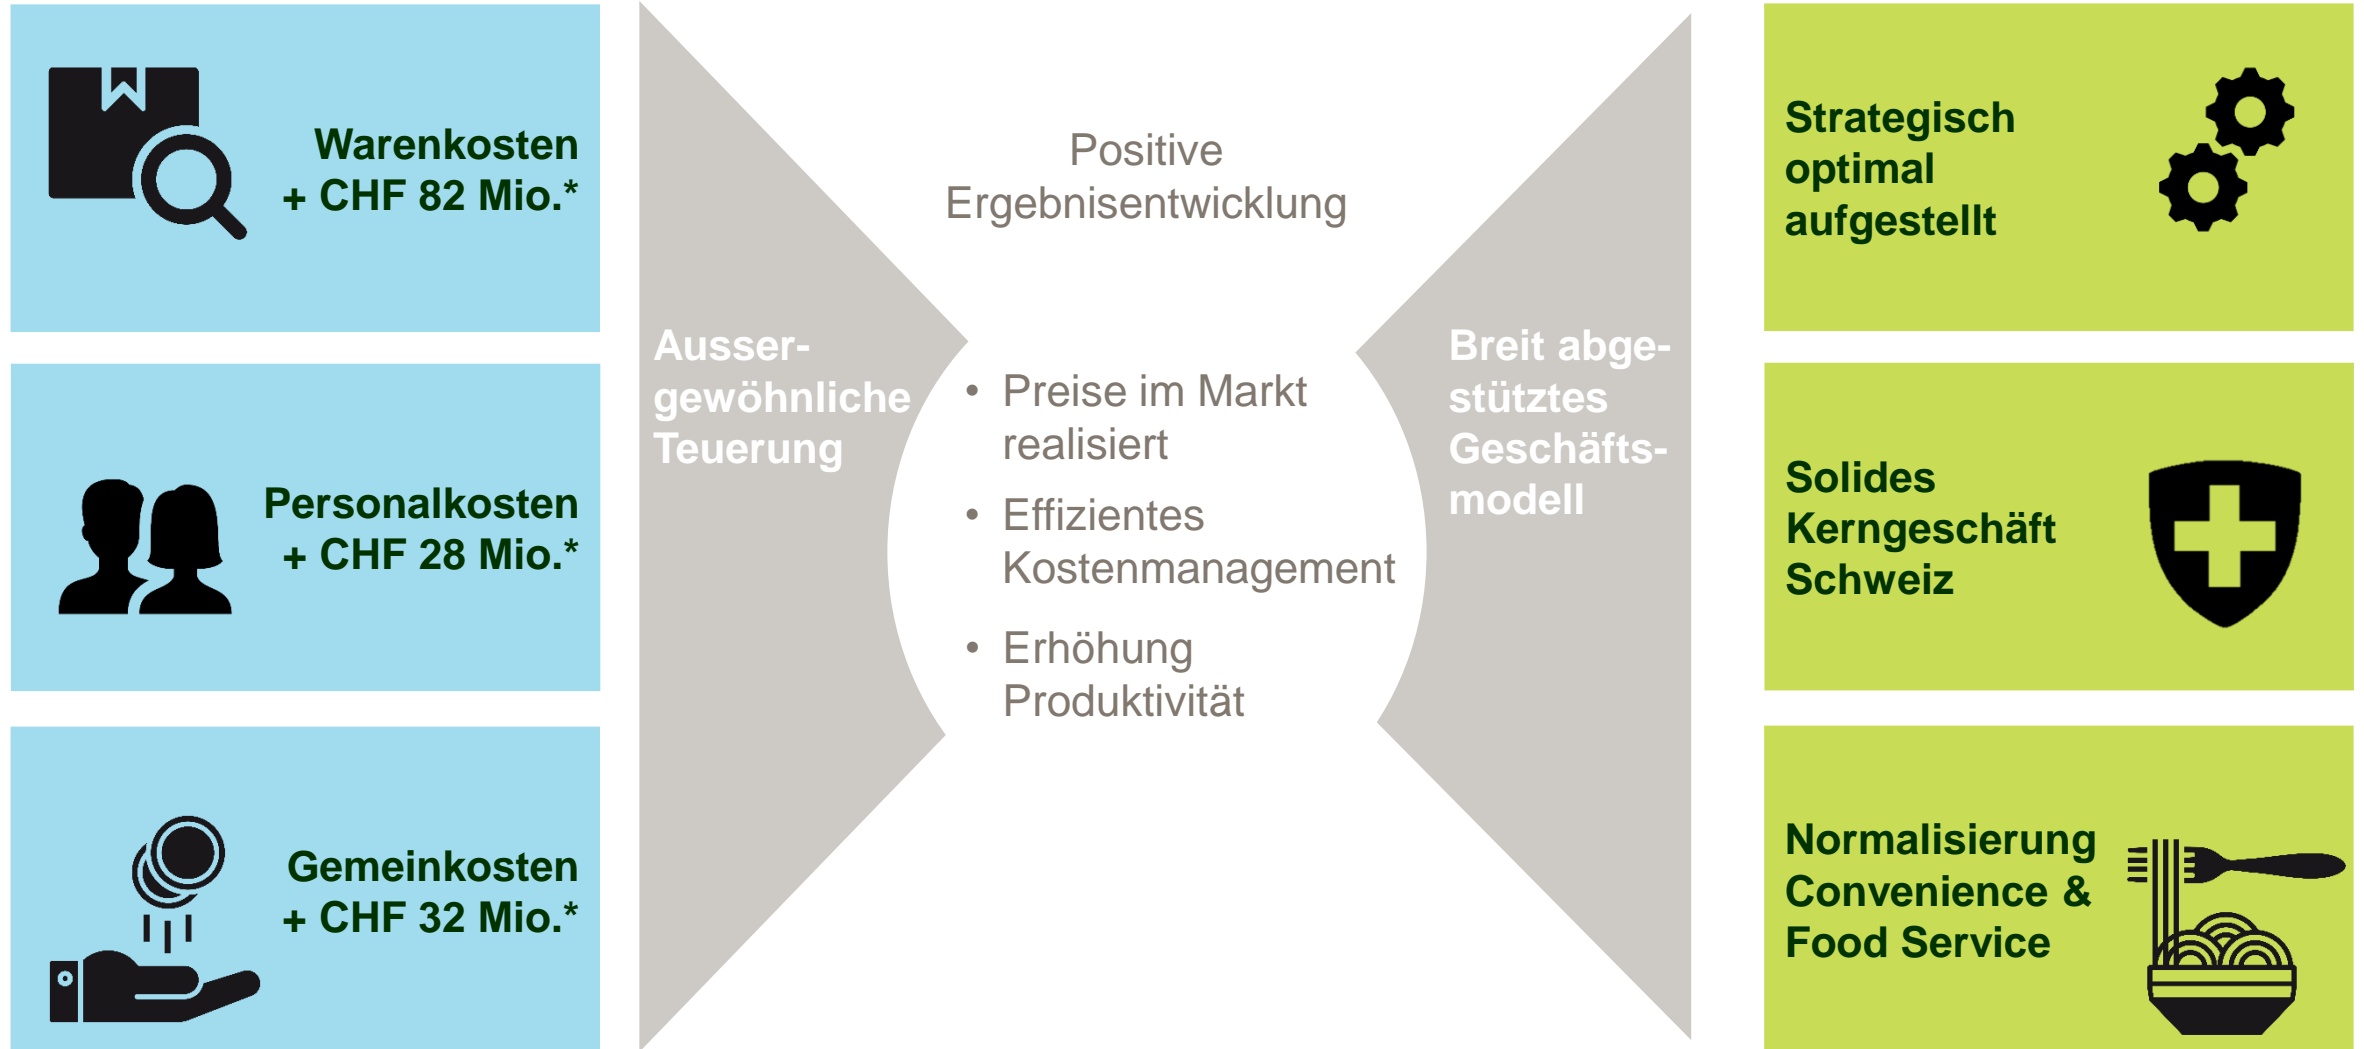 Warenkosten
+ CHF 82 Mio.*
Personalkosten
+ CHF 28 Mio.*
Gemeinkosten
+ CHF 32 Mio.*
Ausser-
gewöhnliche
Teuerung
Positive
Ergebnisentwicklung
• Preise im Markt
realisiert
• Effizientes
Kostenmanagement
• Erhöhung
Produktivität
Breit abge-
stütztes
Geschäfts-
modell
Strategisch
optimal
aufgestellt
Solides
Kerngeschäft
Schweiz
Normalisierung
Convenience &
Food Service